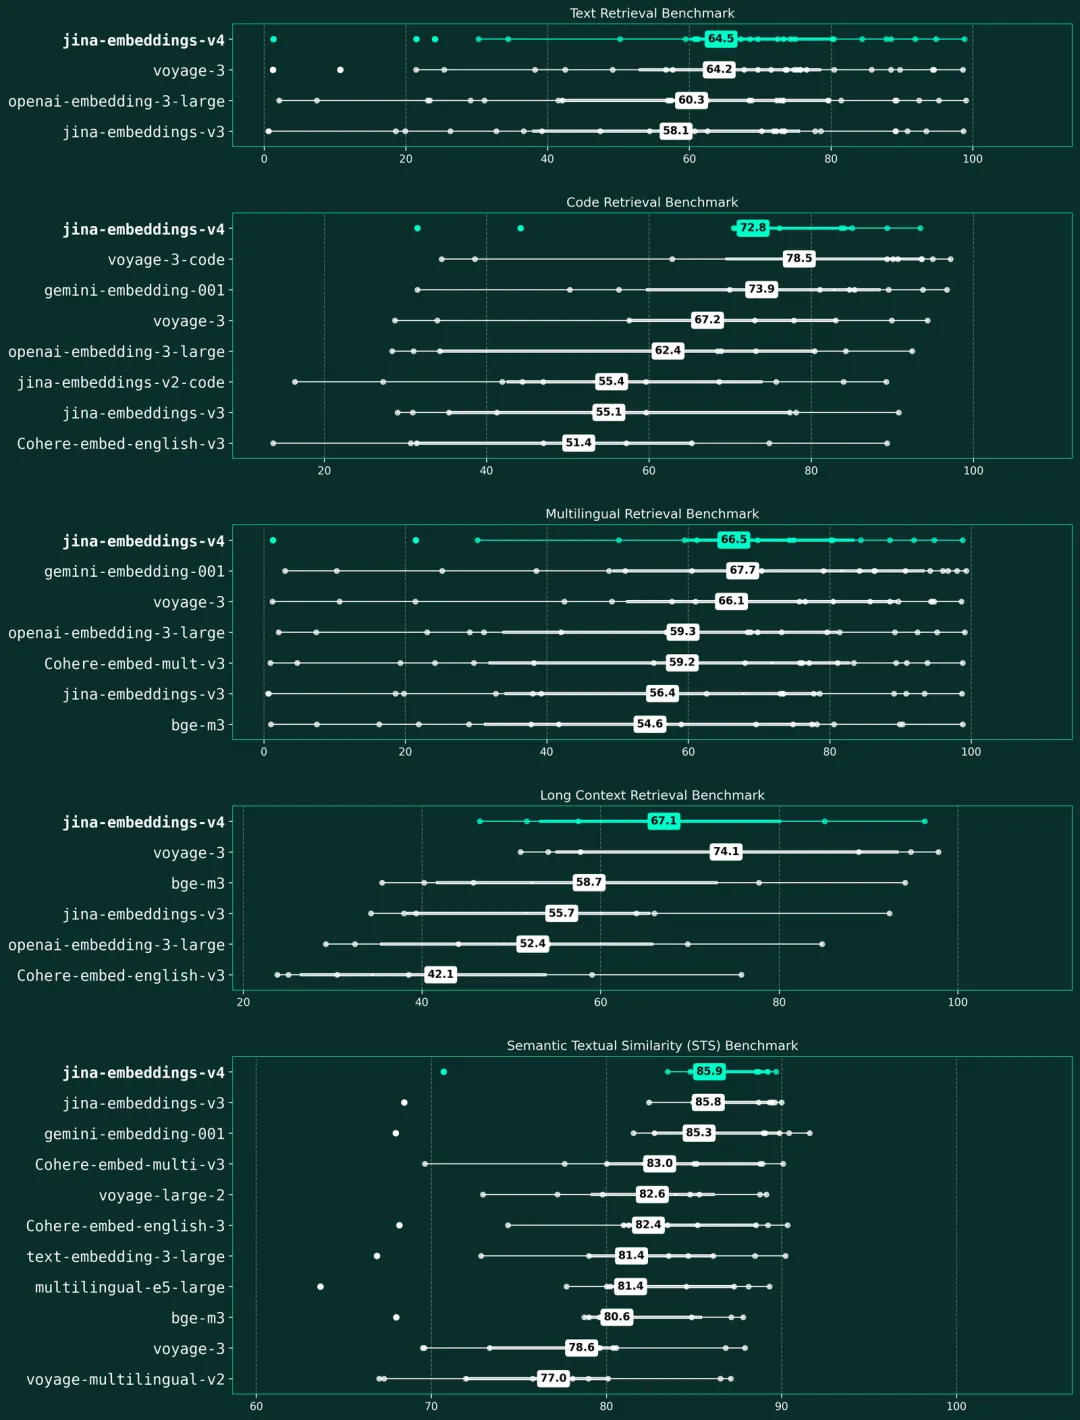 Text Retrieval Benchmark
jina-embeddings-v4 64.5
voyage-3 64.2
openai-embedding-3-large 60.3
jina-embeddings-v3 58.1
0 20 40 60 80 100
Code Retrieval Benchmark
jina-embeddings-v4 72.8
voyage-3-code 78.5
gemini-embedding-001 73.9
voyage-3 67.2
openai-embedding-3-large 62.4
jina-embeddings-v2-code 55.4
jina-embeddings-v3 55.1
Cohere-embed-english-v3 51.4
20 40 60 80 100
Multilingual Retrieval Benchmark
jina-embeddings-v4 66.5
gemini-embedding-001 67.7
voyage-3 66.1
openai-embedding-3-large 59.3
Cohere-embed-mult-v3 59.2
jina-embeddings-v3 56.4
bge-m3 54.6
0 20 40 60 80 100
Long Context Retrieval Benchmark
jina-embeddings-v4 67.1
voyage-3 74.1
bge-m3 58.7
jina-embeddings-v3 55.7
openai-embedding-3-large 52.4
Cohere-embed-english-v3 42.1
20 40 60 80 100
Semantic Textual Similarity (STS) Benchmark
jina-embeddings-v4 85.9
jina-embeddings-v3 85.8
gemini-embedding-001 85.3
Cohere-embed-multi-v3 83.0
voyage-large-2 82.6
Cohere-embed-english-3 82.4
text-embedding-3-large 81.4
multilingual-e5-large 81.4
bge-m3 80.6
voyage-3 78.6
voyage-multilingual-v2 77.0
60 70 80 90 100